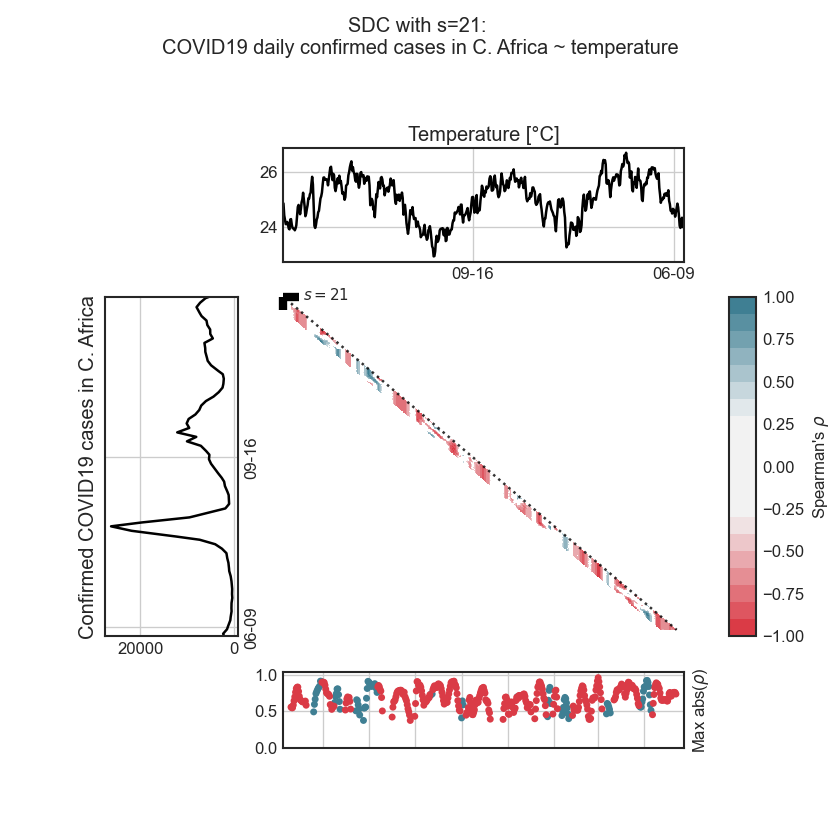 SDC with s=21:
COVID19 daily confirmed cases in C. Africa ~ temperature
Temperature [°C]
26
24
09-16
06-09
s = 21
Confirmed COVID19 cases in C. Africa
09-16
06-09
20000
0
1.00
0.75
0.50
0.25
0.00
−0.25
−0.50
−0.75
−1.00
Spearman's ρ
1.0
0.5
0.0
Max abs(ρ)